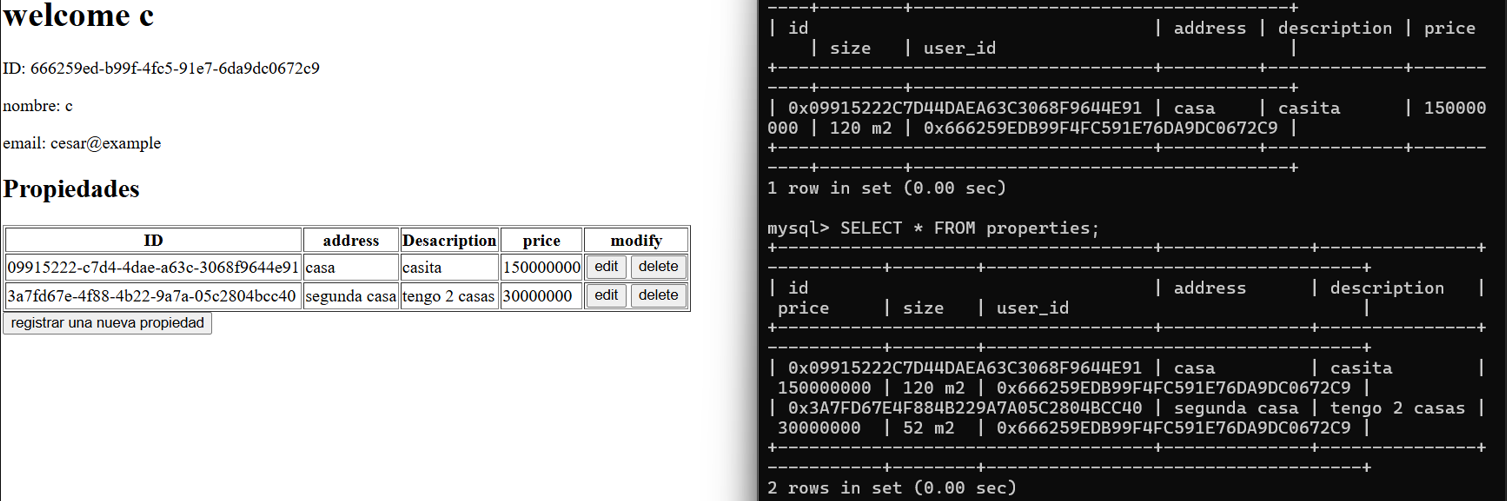 welcome c
ID: 666259ed-b99f-4fc5-91e7-6da9dc0672c9
nombre: c
email: cesar@example
Propiedades
ID address Desacription price modify
09915222-c7d4-4dae-a63c-3068f9644e91 casa casita 150000000 edit delete
3a7fd67e-4f88-4b22-9a7a-05c2804bcc40 segunda casa tengo 2 casas 30000000 edit delete
registrar una nueva propiedad
----+--------+------------------------------------+
| id | address | description | price
| size | user_id |
+------------------------------------+---------+-------------+-------
----+--------+------------------------------------+
| 0x09915222C7D44DAEA63C3068F9644E91 | casa | casita | 150000
000 | 120 m2 | 0x666259EDB99F4FC591E76DA9DC0672C9 |
+------------------------------------+---------+-------------+-------
----+--------+------------------------------------+
1 row in set (0.00 sec)
mysql> SELECT * FROM properties;
+------------------------------------+--------------+----------------+
-----------+--------+------------------------------------+
| id | address | description |
price | size | user_id |
+------------------------------------+--------------+----------------+
-----------+--------+------------------------------------+
| 0x09915222C7D44DAEA63C3068F9644E91 | casa | casita |
150000000 | 120 m2 | 0x666259EDB99F4FC591E76DA9DC0672C9 |
| 0x3A7FD67E4F884B229A7A05C2804BCC40 | segunda casa | tengo 2 casas |
30000000 | 52 m2 | 0x666259EDB99F4FC591E76DA9DC0672C9 |
+------------------------------------+--------------+----------------+
-----------+--------+------------------------------------+
2 rows in set (0.00 sec)